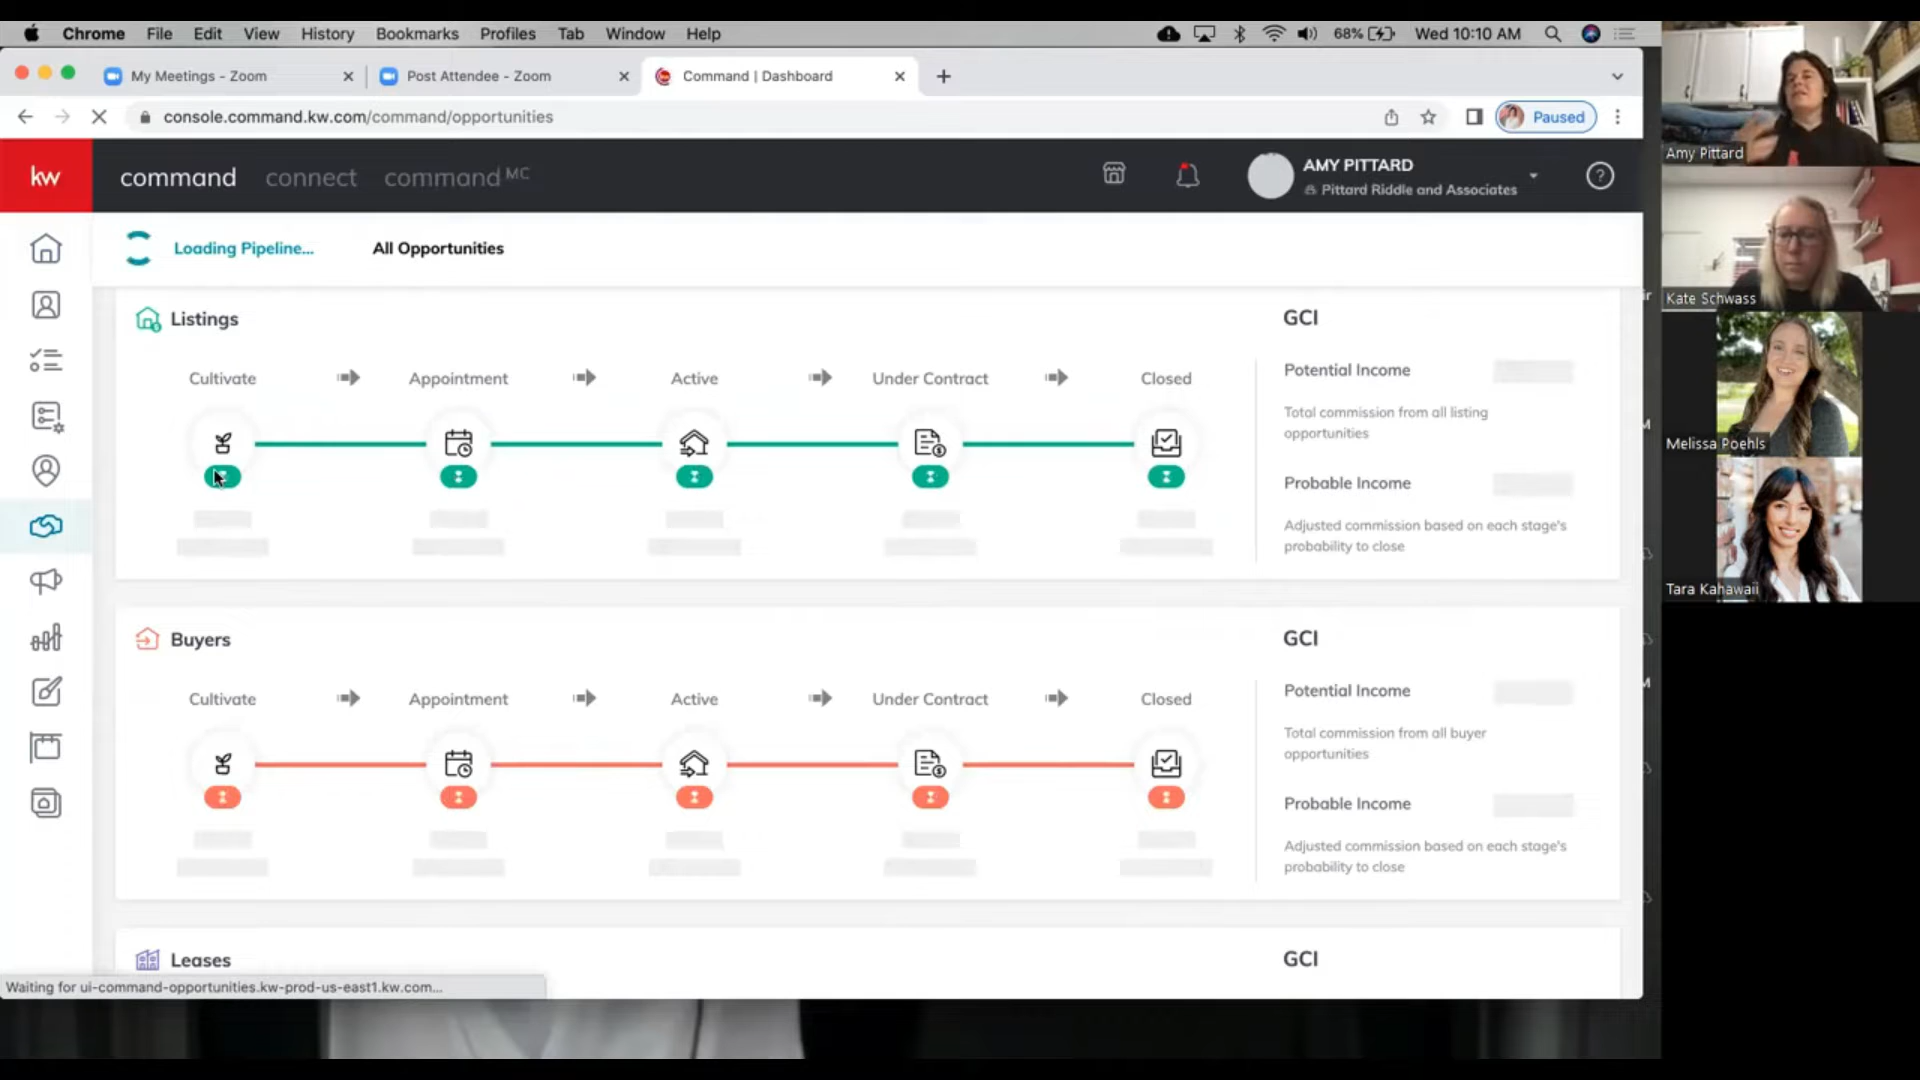 Chrome File Edit View History Bookmarks Profiles Tab Window Help 68% Wed 10:10 AM
My Meetings - Zoom Post Attendee - Zoom Command | Dashboard
console.command.kw.com/command/opportunities Paused
kw command connect command MC AMY PITTARD
Pittard Riddle and Associates
Loading Pipeline... All Opportunities
Listings GCI
Cultivate Appointment Active Under Contract Closed
Potential Income
Total commission from all listing
opportunities
Probable Income
Adjusted commission based on each stage's
probability to close
Buyers GCI
Cultivate Appointment Active Under Contract Closed
Potential Income
Total commission from all buyer
opportunities
Probable Income
Adjusted commission based on each stage's
probability to close
Leases GCI
Waiting for ui-command-opportunities.kw-prod-us-east1.kw.com...
Amy Pittard
Kate Schwass
Melissa Poehls
Tara Kahawaii